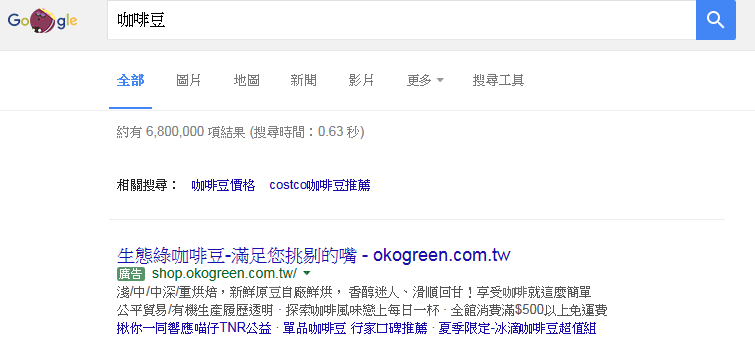 Google
咖啡豆
全部 圖片 地圖 新聞 影片 更多 搜尋工具
約有 6,800,000 項結果 (搜尋時間:0.63 秒)
相關搜尋: 咖啡豆價格 costco咖啡豆推薦
生態綠咖啡豆-滿足您挑剔的嘴 - okogreen.com.tw
廣告 shop.okogreen.com.tw/
淺/中/中深/重烘焙,新鮮原豆自廠鮮烘, 香醇迷人、滑順回甘!享受咖啡就這麼簡單
公平貿易/有機生產履歷透明 · 探索咖啡風味戀上每日一杯 · 全館消費滿$500以上免運費
揪你一同響應喵仔TNR公益 · 單品咖啡豆 行家口碑推薦 · 夏季限定-冰滴咖啡豆超值組